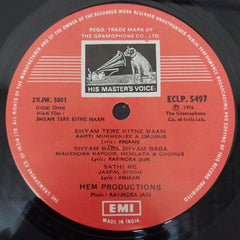 REGD. TRADE MARK OF
THE GRAMOPHONE CO. LTD.
HIS MASTER'S VOICE
2XJW. 5001
SIDE ONE
Hindi Film :
SHYAM TERE KITNE NAAM
ECLP. 5497
℗ 1976
The Gramophone
Co. of India Ltd.
SHYAM TERE KITNE NAAM
AARTI MUKHERJEE & CHORUS
Lyric : ANJAAN
SHYAM BABA SHYAM BABA
MAHENDRA KAPOOR, HEMLATA & CHORUS
Lyric : RAVINDRA JAIN
SATHI RE
JASPAL SINGH
Lyric : ANJAAN
HEM PRODUCTIONS
Music : RAVINDRA JAIN
EMI
MADE IN INDIA